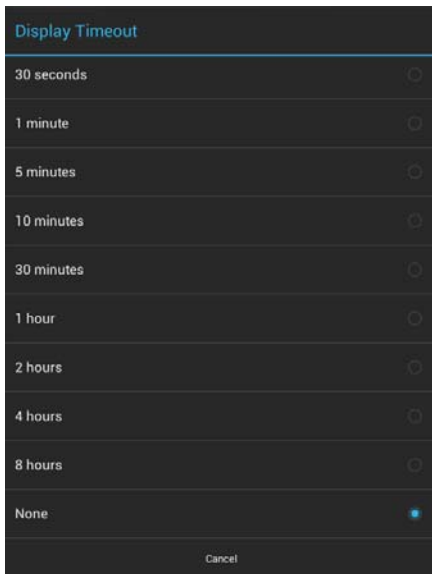 Display Timeout
30 seconds
1 minute
5 minutes
10 minutes
30 minutes
1 hour
2 hours
4 hours
8 hours
None
Cancel